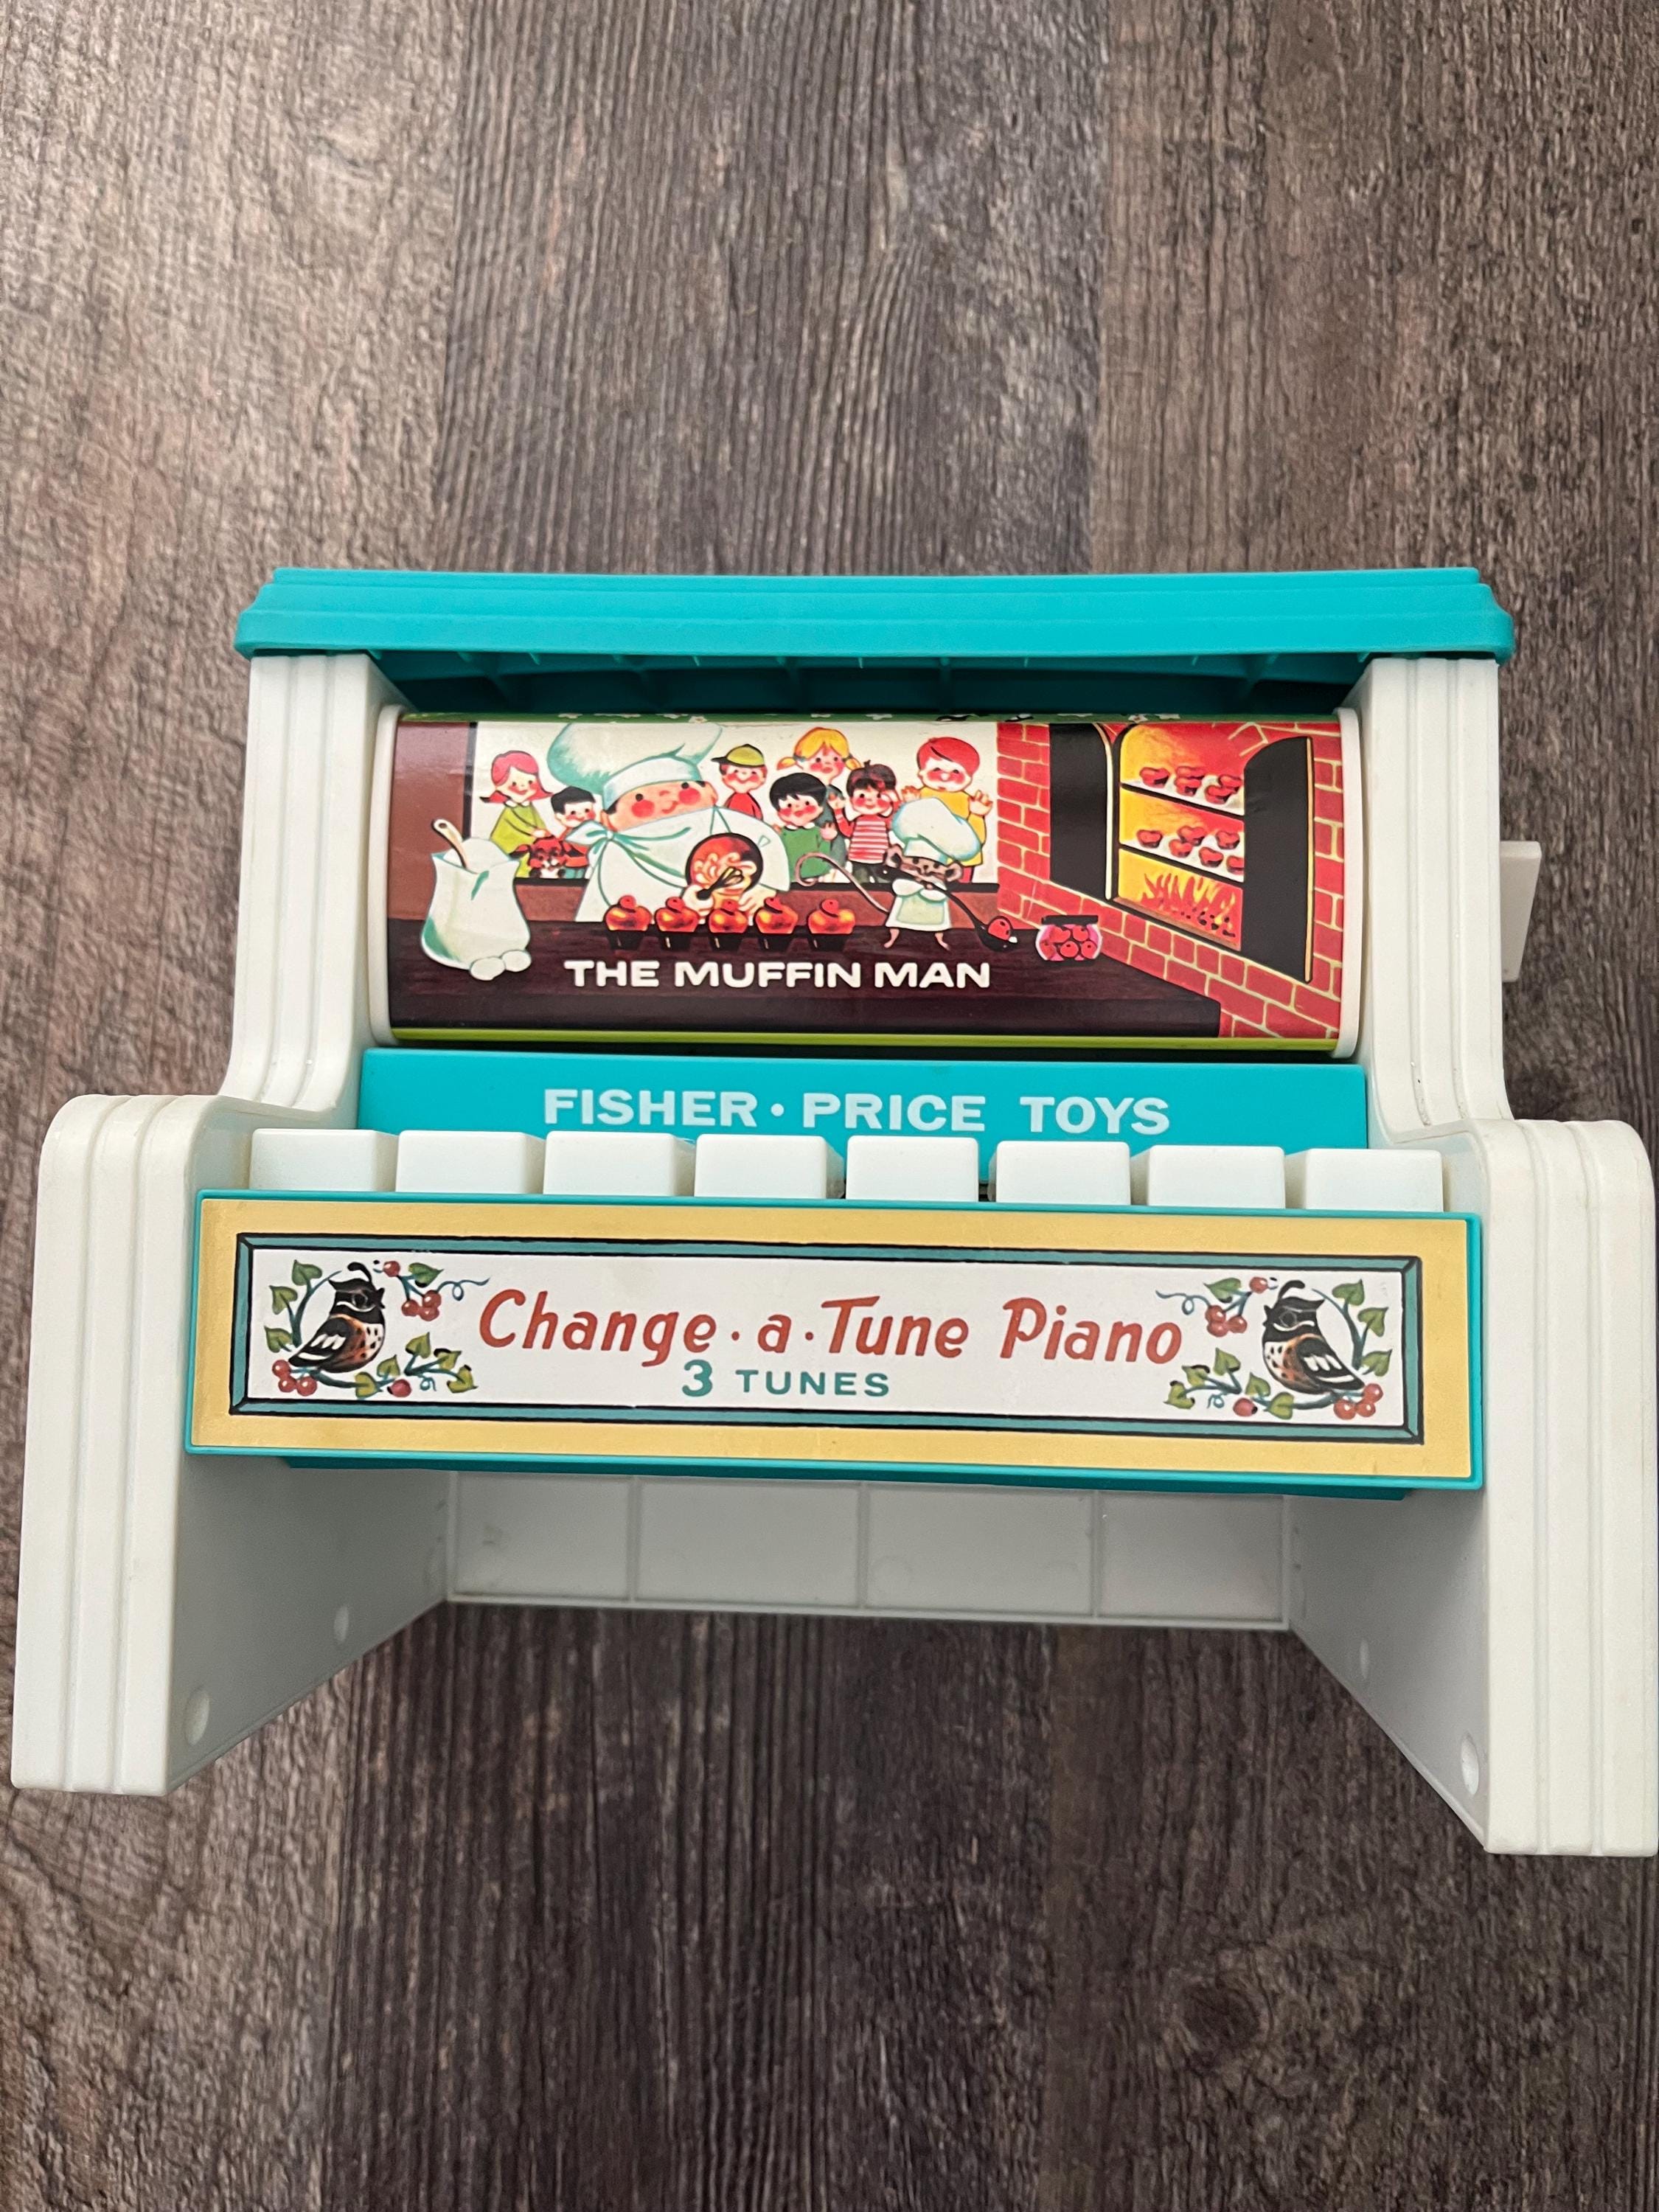 THE MUFFIN MAN
FISHER·PRICE TOYS
Change·a·Tune Piano
3 TUNES